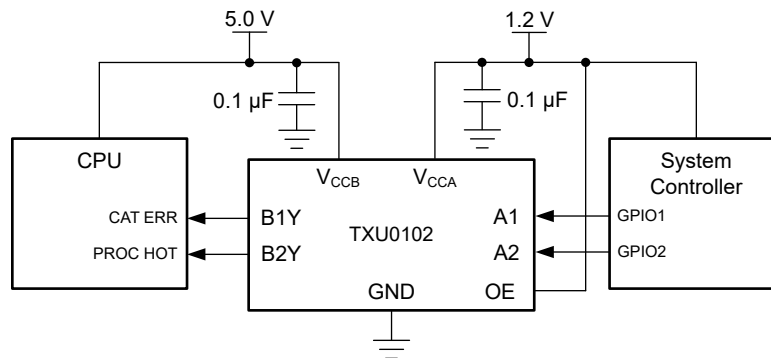 5.0 V
1.2 V
0.1 µF
0.1 µF
CPU
CAT ERR
PROC HOT
VCCB
VCCA
B1Y
B2Y
TXU0102
A1
A2
GND
OE
System
Controller
GPIO1
GPIO2